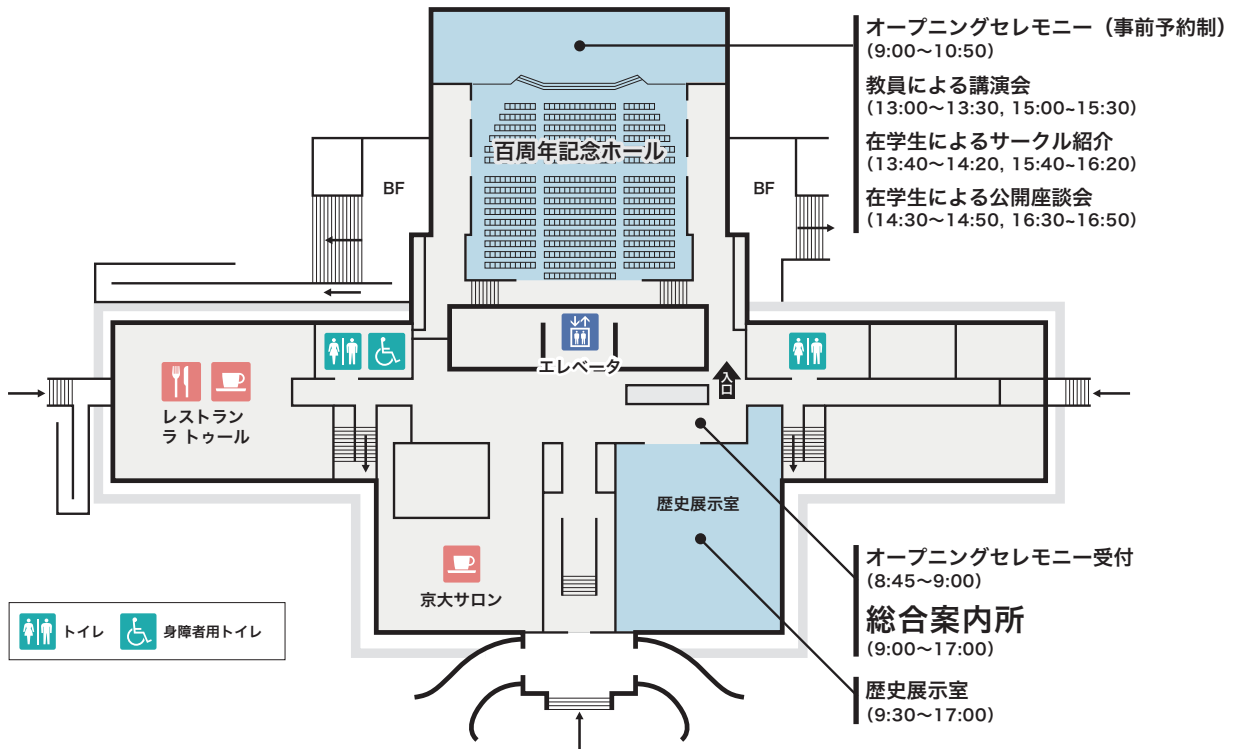 オープニングセレモニー（事前予約制）
（9:00〜10:50）
教員による講演会
（13:00〜13:30, 15:00~15:30）
在学生によるサークル紹介
（13:40〜14:20, 15:40~16:20）
在学生による公開座談会
（14:30〜14:50, 16:30~16:50）
百周年記念ホール
BF
BF
エレベータ
入口
レストラン
ラ トゥール
歴史展示室
京大サロン
オープニングセレモニー受付
（8:45〜9:00）
総合案内所
（9:00〜17:00）
歴史展示室
（9:30〜17:00）
トイレ
身障者用トイレ